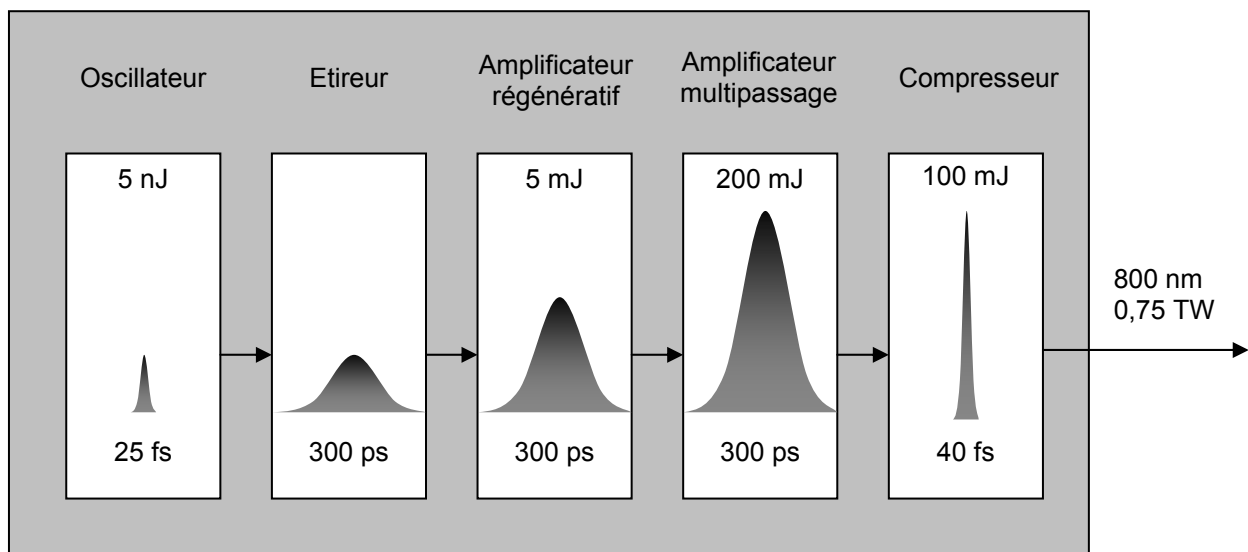 Oscillateur
Etireur
Amplificateur
régénératif
Amplificateur
multipassage
Compresseur
5 nJ
5 mJ
200 mJ
100 mJ
25 fs
300 ps
300 ps
300 ps
40 fs
800 nm
0,75 TW